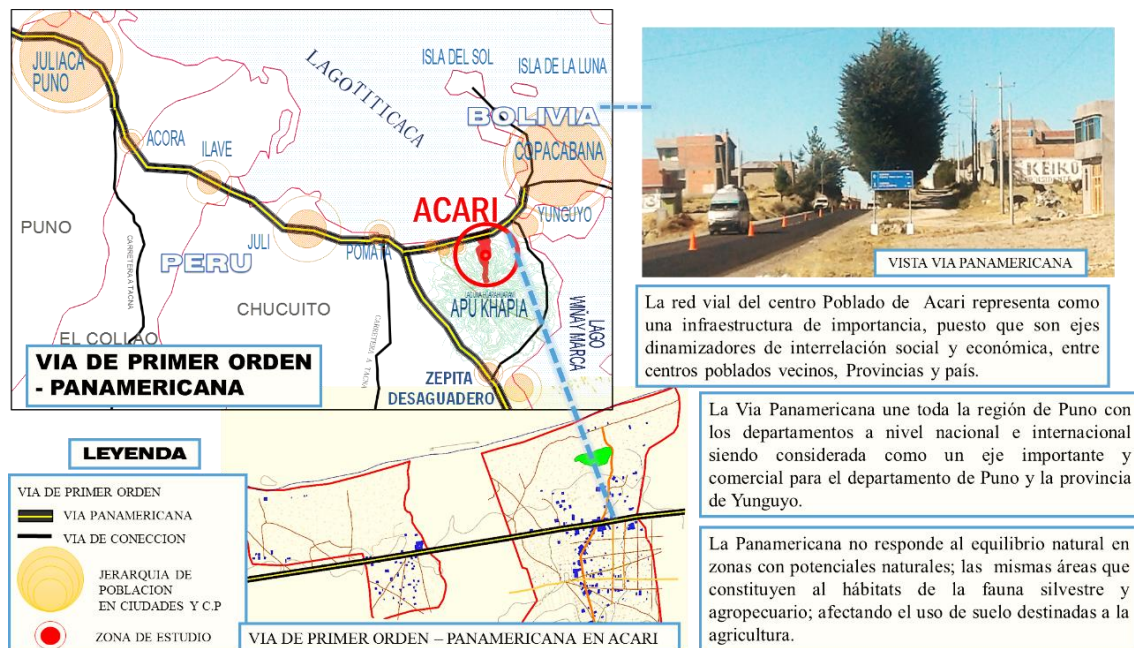 JULIACA
PUNO
ACORA
ILAVE
PUNO
JULI
PERU
POMATA
CHUCUITO
EL COLLAO
CARRETERA A TACNA
CARRETERA A TACNA
LAGOTITICACA
ISLA DEL SOL
ISLA DE LA LUNA
BOLIVIA
COPACABANA
ACARI
YUNGUYO
APU KHAPIA
LAGO
WIÑAY MARCA
ZEPITA
DESAGUADERO
VIA DE PRIMER ORDEN
- PANAMERICANA
KEIKO
VISTA VIA PANAMERICANA
La red vial del centro Poblado de Acari representa como
una infraestructura de importancia, puesto que son ejes
dinamizadores de interrelación social y económica, entre
centros poblados vecinos, Provincias y país.
La Via Panamericana une toda la región de Puno con
los departamentos a nivel nacional e internacional
siendo considerada como un eje importante y
comercial para el departamento de Puno y la provincia
de Yunguyo.
La Panamericana no responde al equilibrio natural en
zonas con potenciales naturales; las mismas áreas que
constituyen al hábitats de la fauna silvestre y
agropecuario; afectando el uso de suelo destinadas a la
agricultura.
LEYENDA
VIA DE PRIMER ORDEN
VIA PANAMERICANA
VIA DE CONECCION
JERARQUIA DE
POBLACION
EN CIUDADES Y C.P
ZONA DE ESTUDIO
VIA DE PRIMER ORDEN – PANAMERICANA EN ACARI